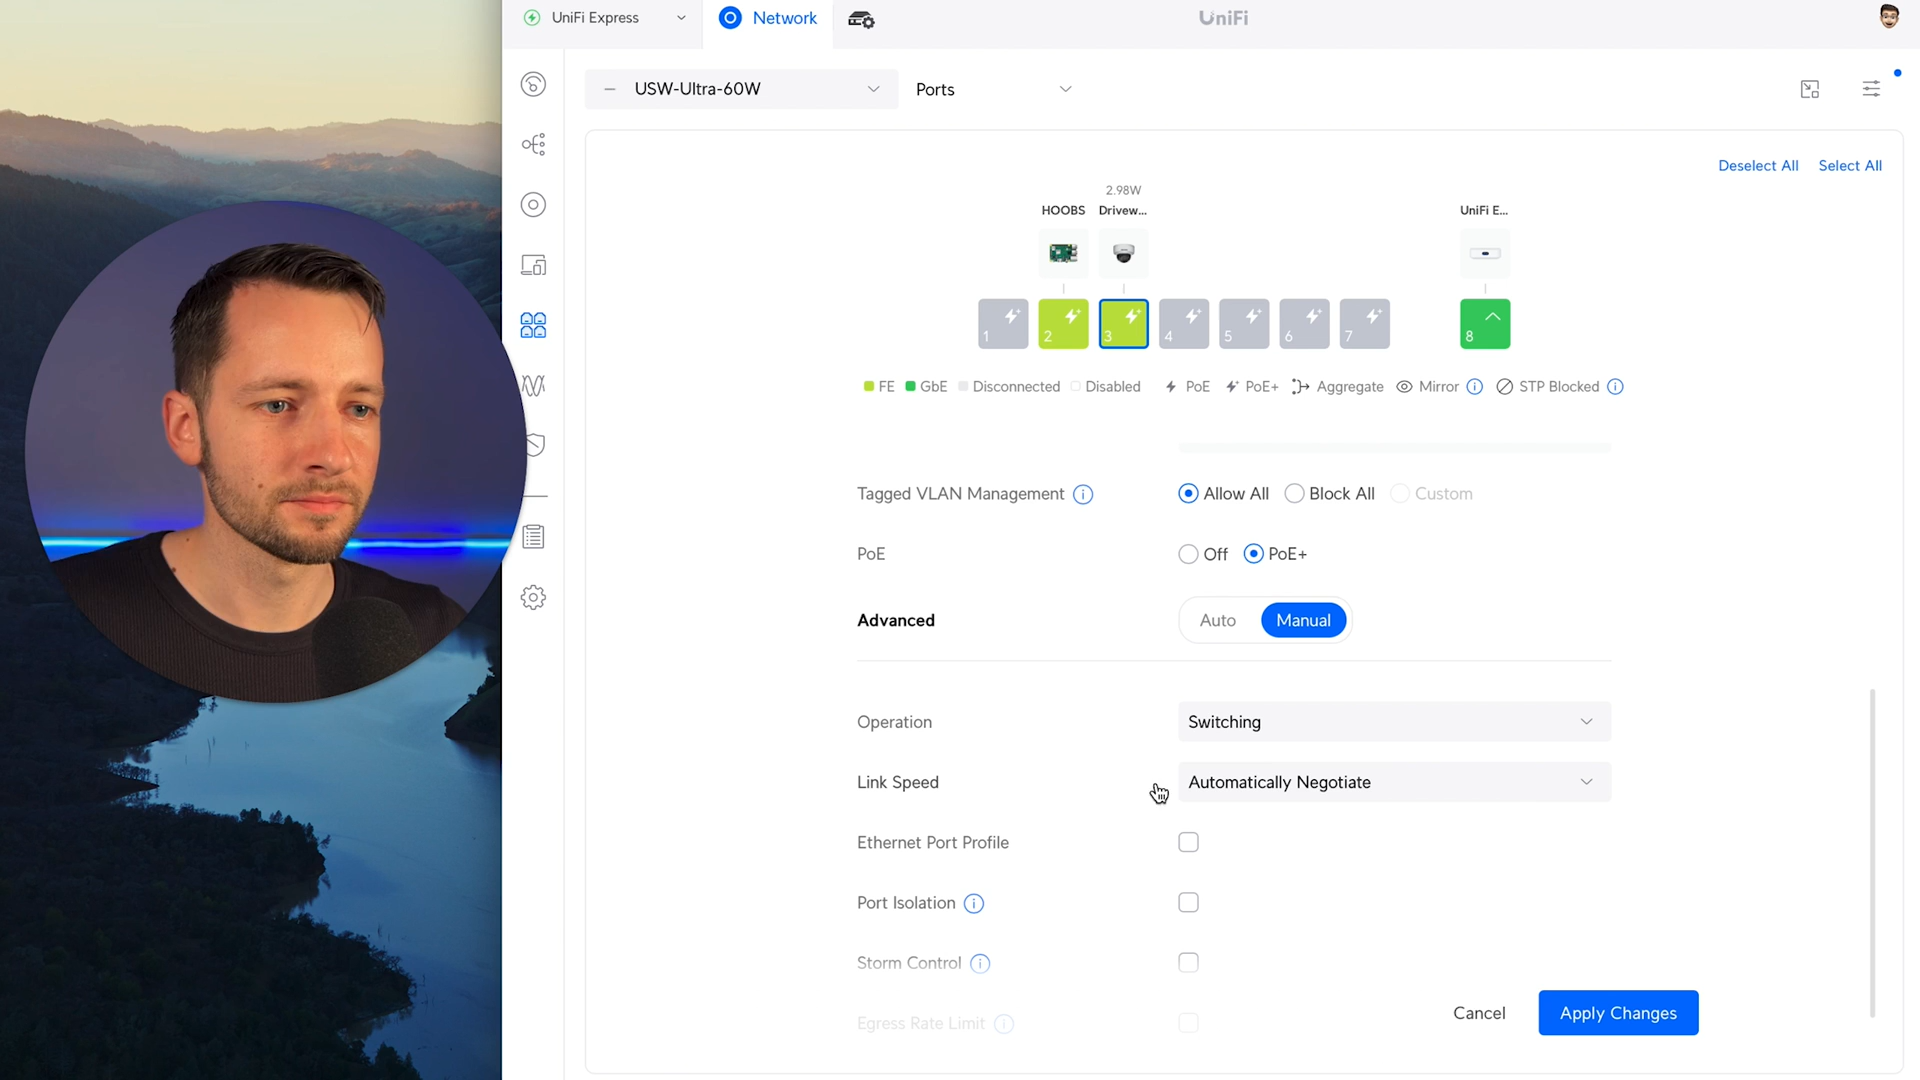 UniFi Express
Network
UniFi
USW-Ultra-60W
Ports
Deselect All
Select All
2.98W
HOOBS
Drivew...
UniFi E...
1
2
3
4
5
6
7
8
FE
GbE
Disconnected
Disabled
PoE
PoE+
Aggregate
Mirror
STP Blocked
Tagged VLAN Management
Allow All
Block All
Custom
PoE
Off
PoE+
Advanced
Auto
Manual
Operation
Switching
Link Speed
Automatically Negotiate
Ethernet Port Profile
Port Isolation
Storm Control
Egress Rate Limit
Cancel
Apply Changes